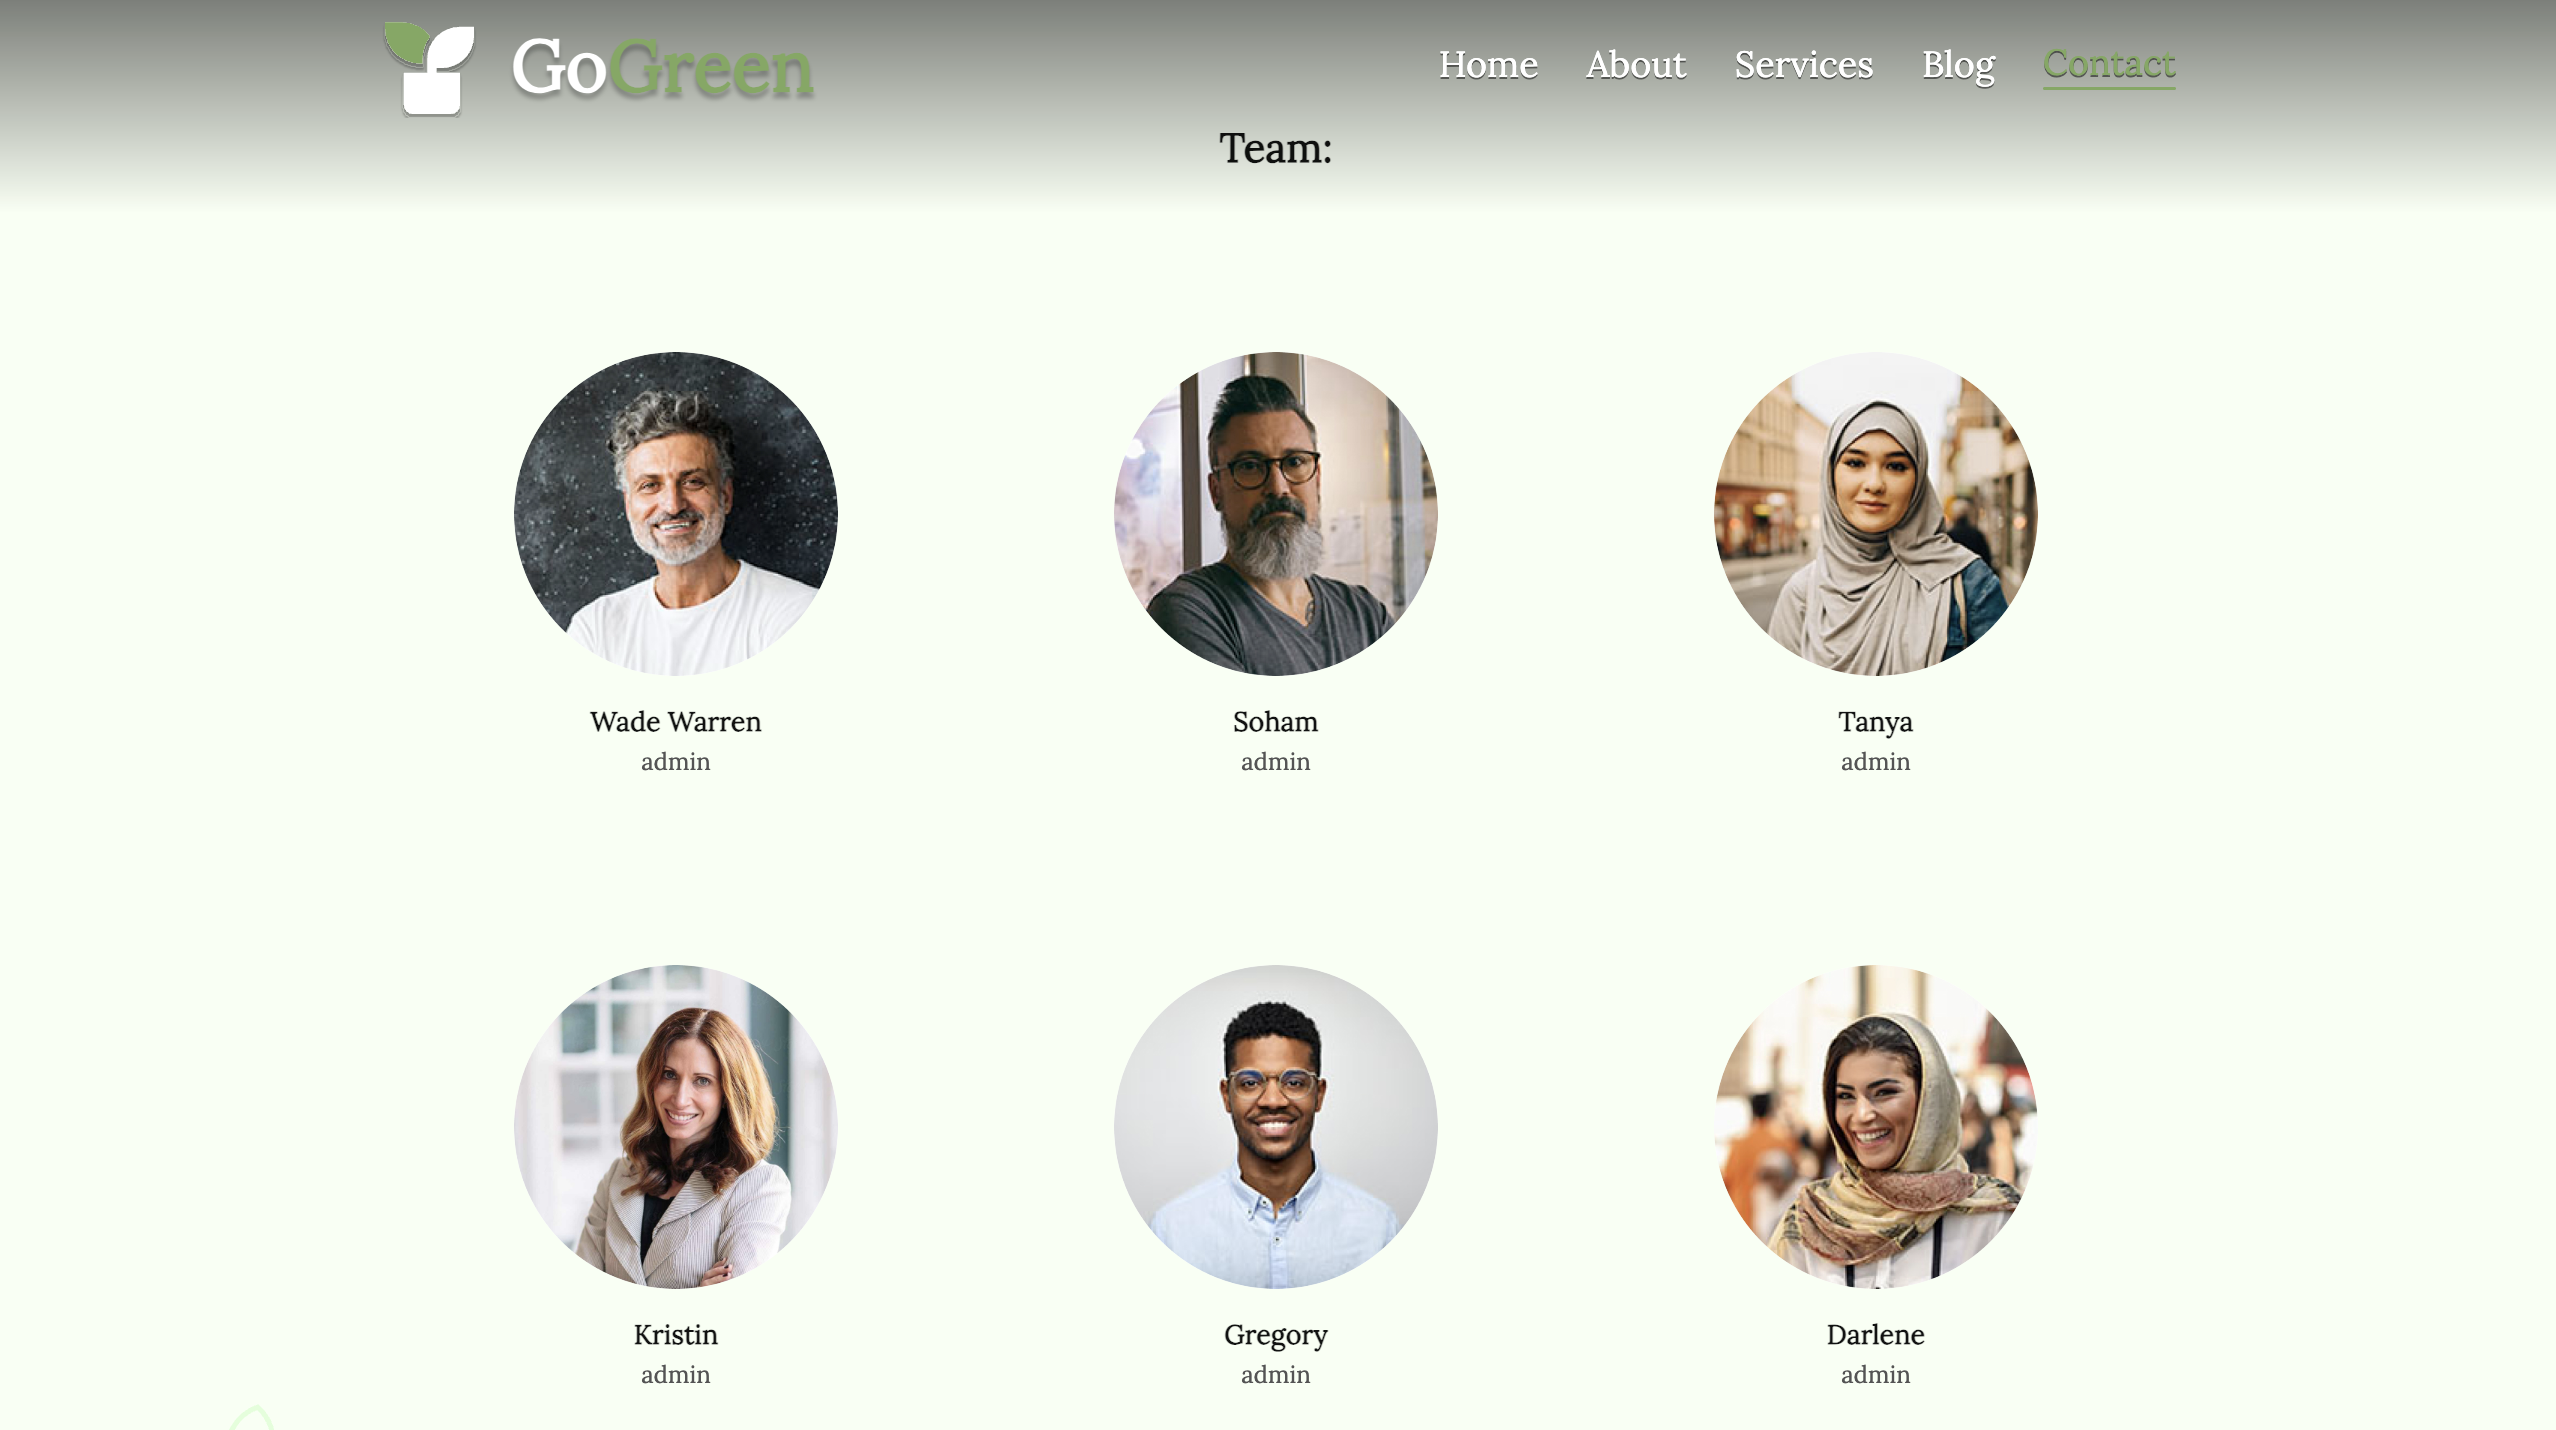 GoGreen
Home About Services Blog Contact
Team:
Wade Warren
admin
Soham
admin
Tanya
admin
Kristin
admin
Gregory
admin
Darlene
admin